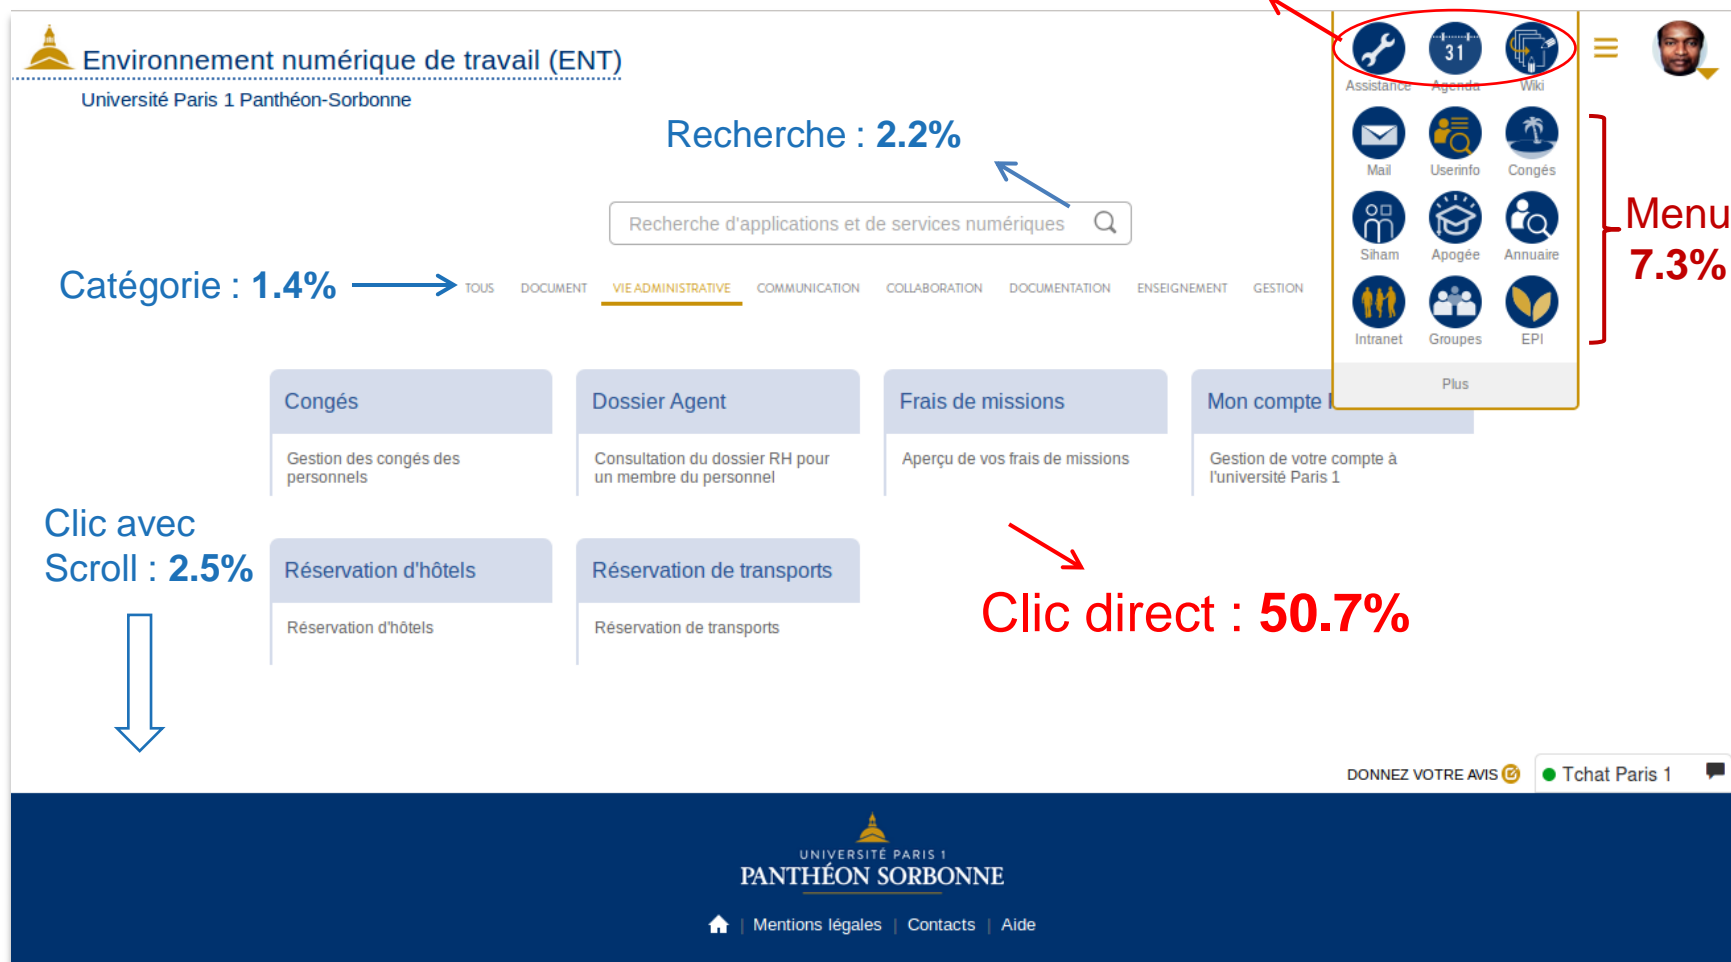 Environnement numérique de travail (ENT)
Université Paris 1 Panthéon-Sorbonne
31
Assistance Agenda Wiki
Mail Userinfo Congés
Siham Apogée Annuaire
Intranet Groupes EPI
Plus
Menu
7.3%
Recherche : 2.2%
Recherche d'applications et de services numériques
Catégorie : 1.4%
TOUS DOCUMENT VIE ADMINISTRATIVE COMMUNICATION COLLABORATION DOCUMENTATION ENSEIGNEMENT GESTION
Congés
Gestion des congés des
personnels
Dossier Agent
Consultation du dossier RH pour
un membre du personnel
Frais de missions
Aperçu de vos frais de missions
Mon compte
Gestion de votre compte à
l'université Paris 1
Clic avec
Scroll : 2.5%
Réservation d'hôtels
Réservation d'hôtels
Réservation de transports
Réservation de transports
Clic direct : 50.7%
DONNEZ VOTRE AVIS
Tchat Paris 1
UNIVERSITÉ PARIS 1
PANTHÉON SORBONNE
Mentions légales | Contacts | Aide